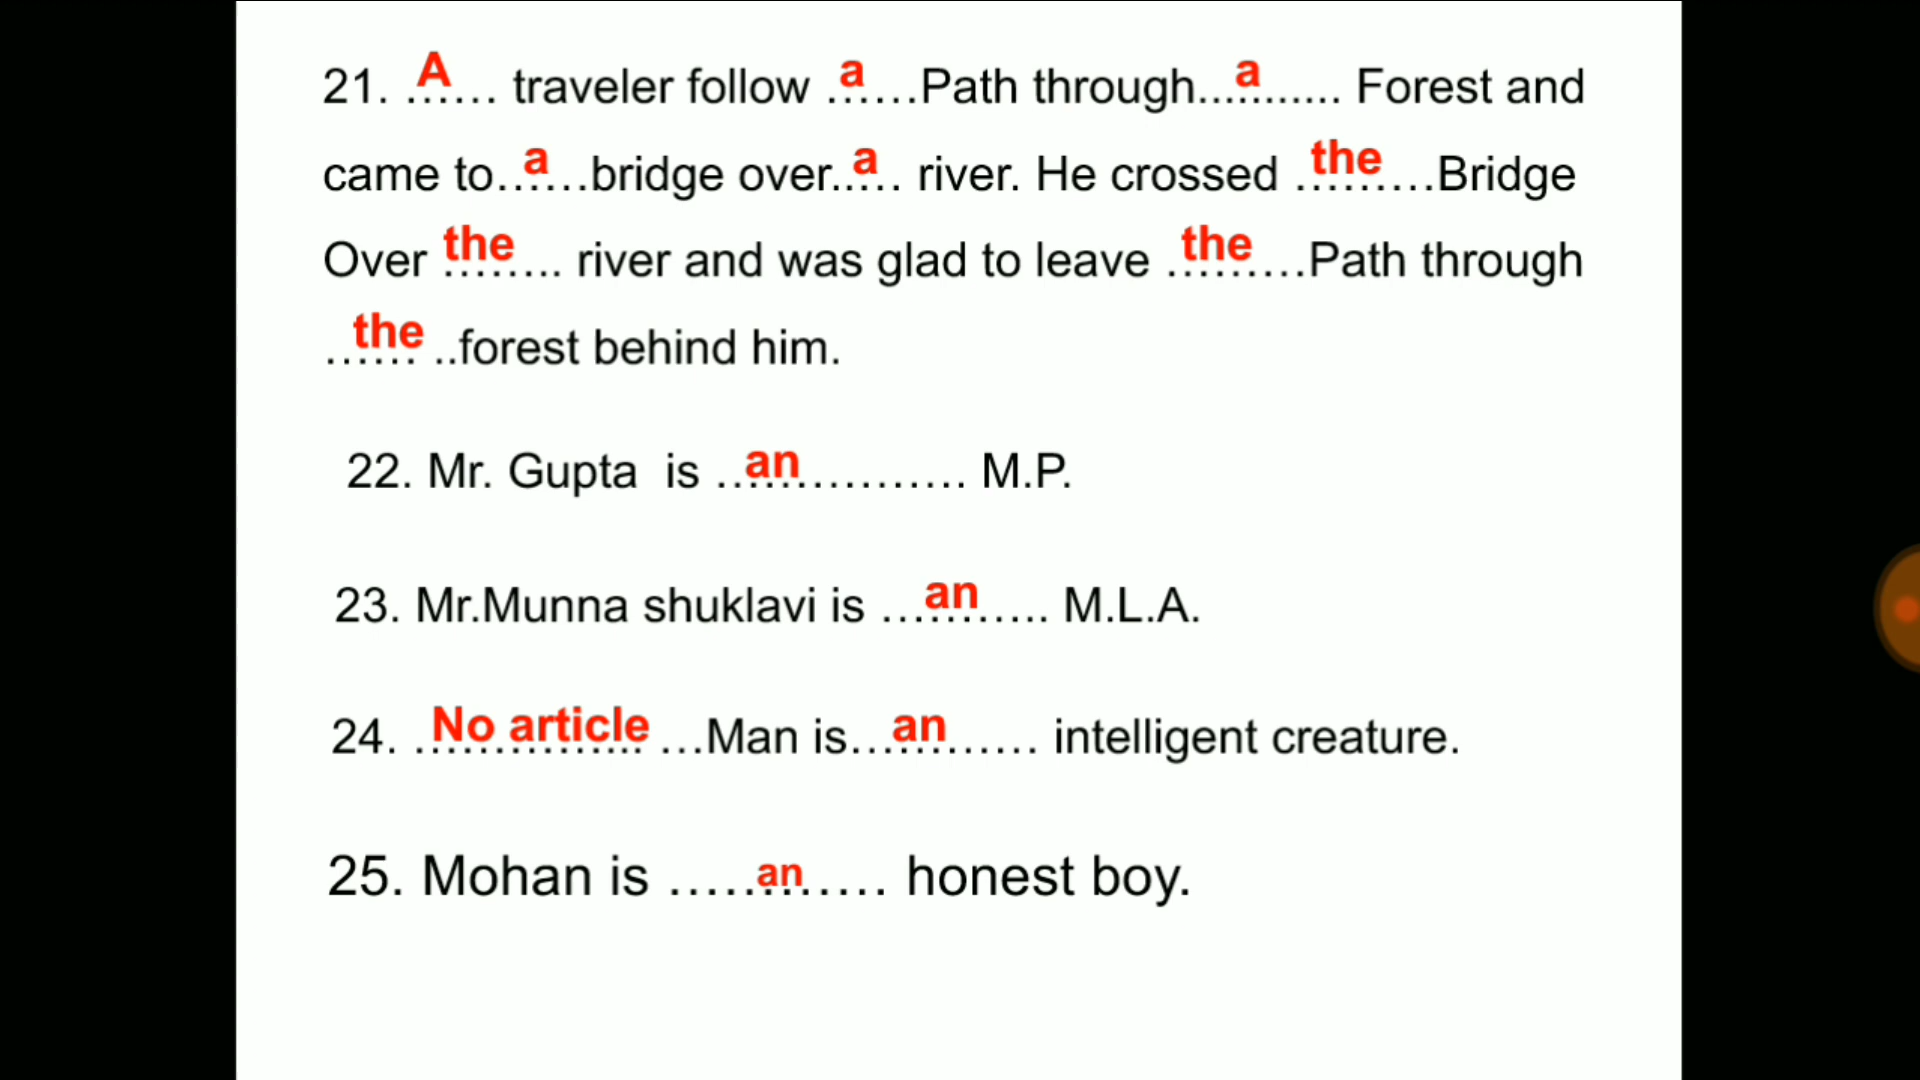 21. ..A.... traveler follow ..a....Path through....a....... Forest and
came to...a...bridge over..a... river. He crossed ...the......Bridge
Over ..the...... river and was glad to leave ..the.......Path through
..the.... ..forest behind him.
22. Mr. Gupta is ...an............. M.P.
23. Mr.Munna shuklavi is ....an....... M.L.A.
24. .No article.............. ...Man is....an........ intelligent creature.
25. Mohan is ......an...... honest boy.